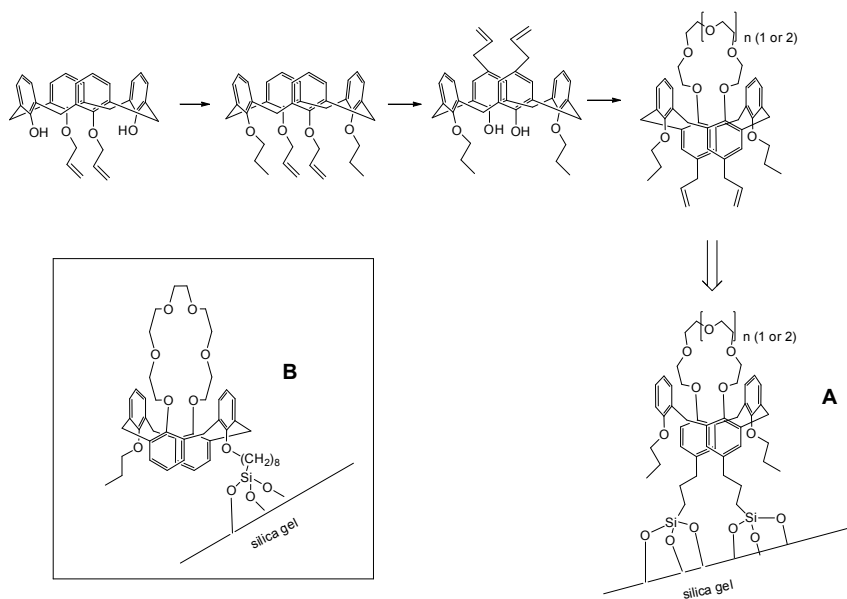 O n (1 or 2)
O O
O O
OH O HO
O
O O O O
O OH OH O
O O
O O
O O
B
O O
O O (CH₂)₈
Si
O O O
silica gel
O n (1 or 2)
O O
O O
A
O O
Si Si
O O O O O O
silica gel